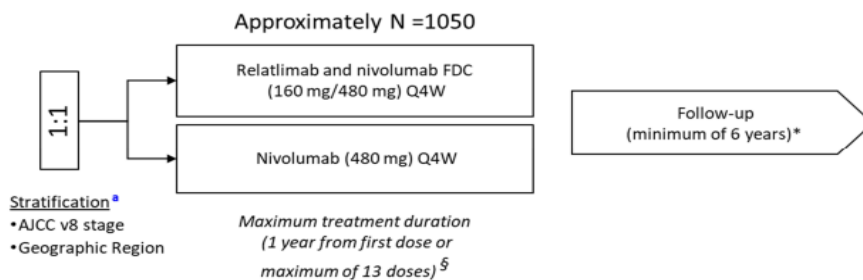 Approximately N =1050
1:1
Relatlimab and nivolumab FDC
(160 mg/480 mg) Q4W
Nivolumab (480 mg) Q4W
Follow-up
(minimum of 6 years)*
Stratification a
•AJCC v8 stage
•Geographic Region
Maximum treatment duration
(1 year from first dose or
maximum of 13 doses) §